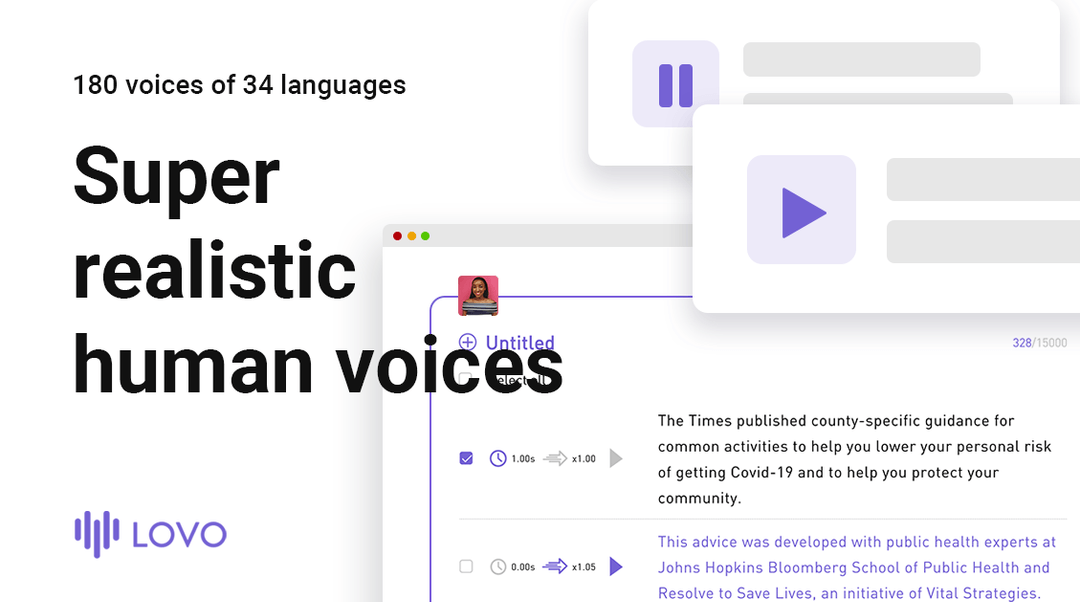 180 voices of 34 languages
Super
realistic
human voices
LOVO
Untitled
328/15000
Select all
1.00s
x1.00
The Times published county-specific guidance for
common activities to help you lower your personal risk
of getting Covid-19 and to help you protect your
community.
0.00s
x1.05
This advice was developed with public health experts at
Johns Hopkins Bloomberg School of Public Health and
Resolve to Save Lives, an initiative of Vital Strategies.